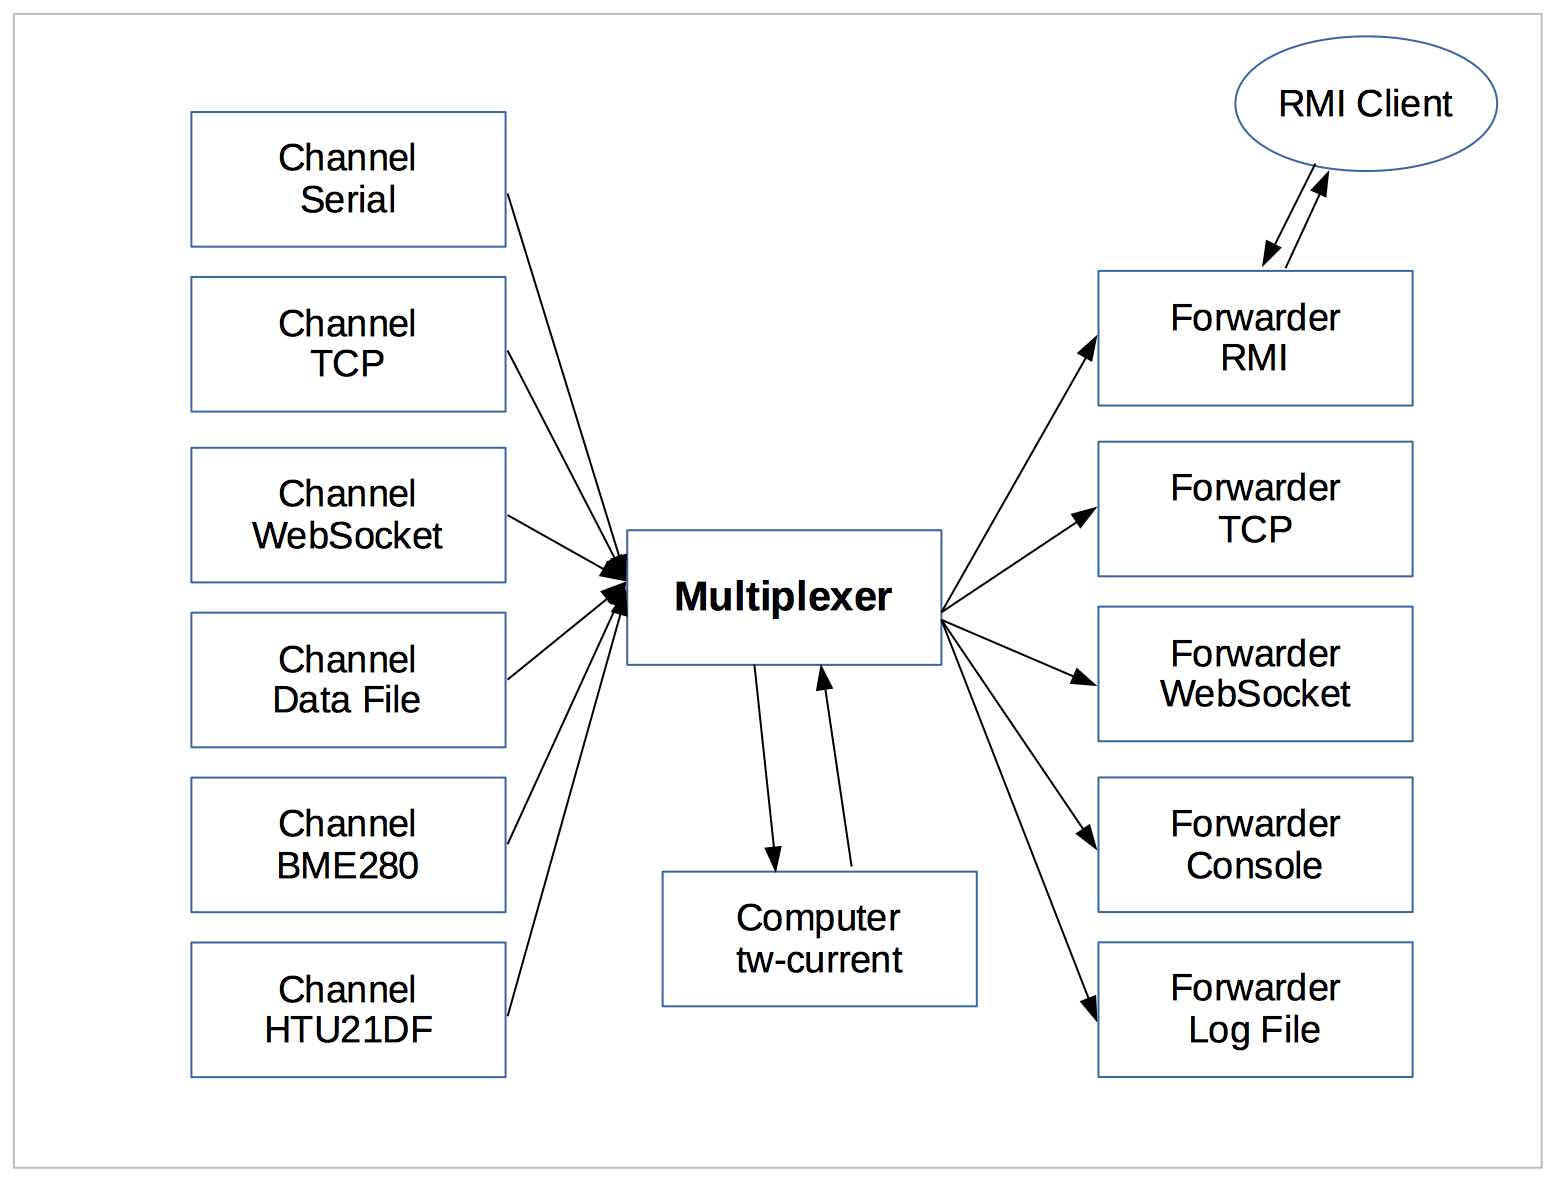 RMI Client
Channel
Serial
Channel
TCP
Channel
WebSocket
Channel
Data File
Channel
BME280
Channel
HTU21DF
Multiplexer
Computer
tw-current
Forwarder
RMI
Forwarder
TCP
Forwarder
WebSocket
Forwarder
Console
Forwarder
Log File